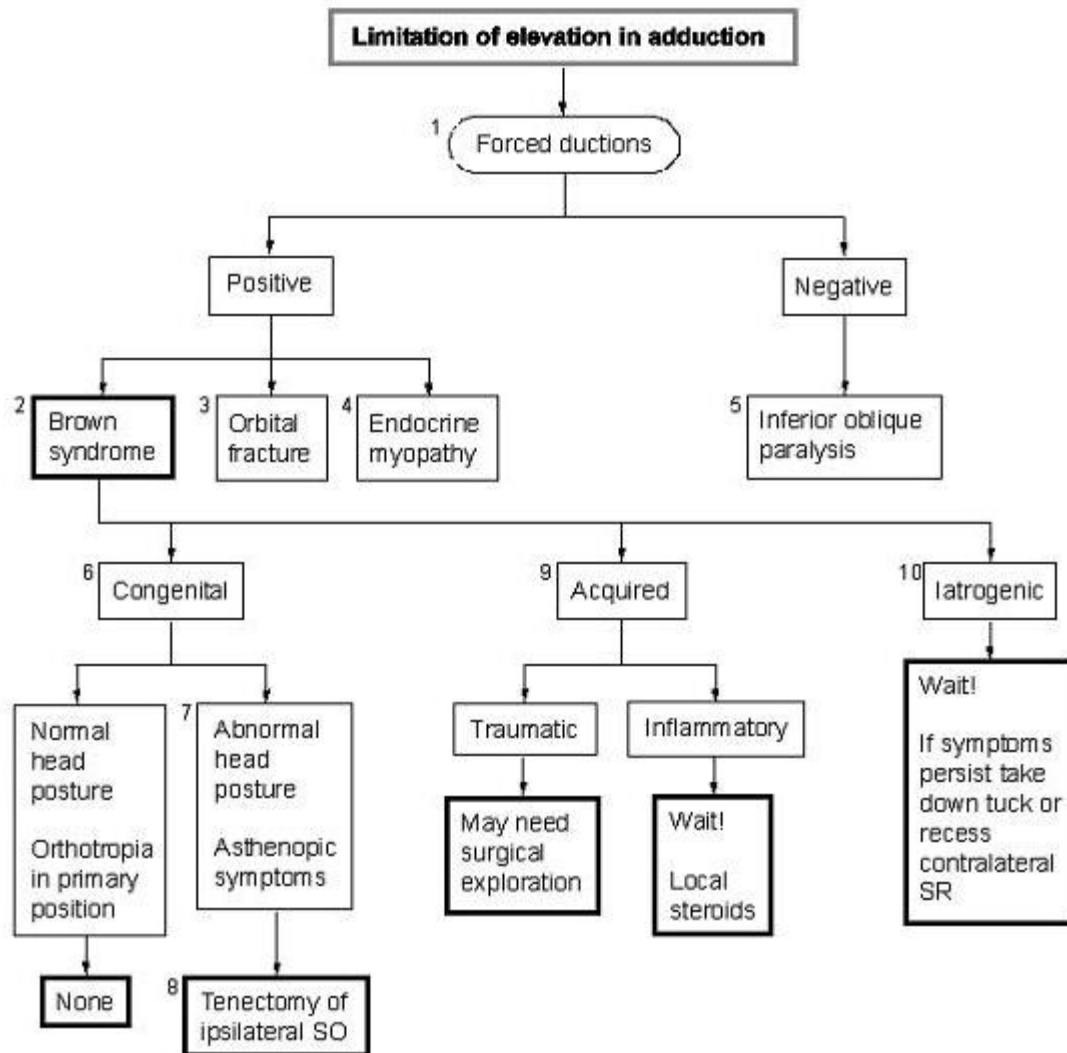 Limitation of elevation in adduction
1
Forced ductions
Positive
Negative
2
Brown
syndrome
3
Orbital
fracture
4
Endocrine
myopathy
5
Inferior oblique
paralysis
6
Congenital
9
Acquired
10
Iatrogenic
Normal
head
posture
Orthotropia
in primary
position
7
Abnormal
head
posture
Asthenopic
symptoms
Traumatic
Inflammatory
Wait!
If symptoms
persist take
down tuck or
recess
contralateral
SR
May need
surgical
exploration
Wait!
Local
steroids
None
8
Tenectomy of
ipsilateral SO